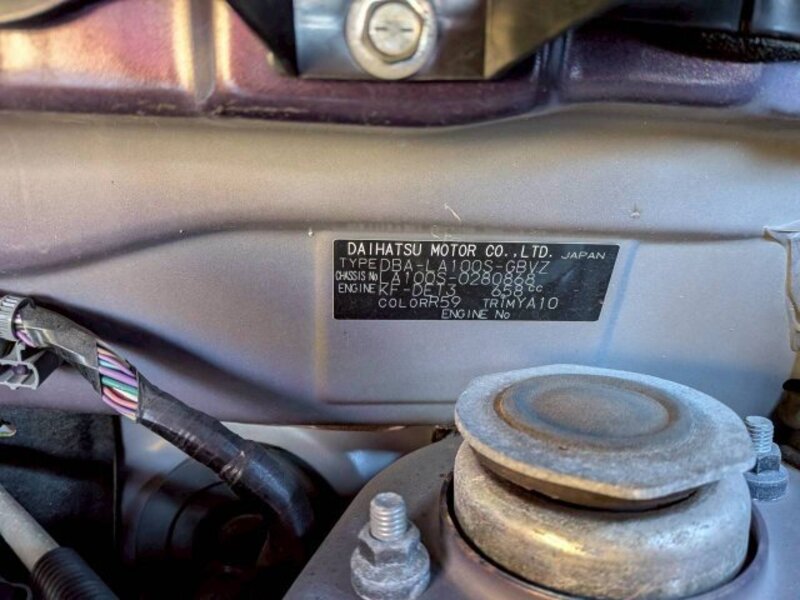 DAIHATSU MOTOR CO.,LTD. JAPAN
TYPE DBA-LA100S-GBVZ
CHASSIS No LA100S-0280868
ENGINE KF-DET3 658cc
COLOR R59 TRIM YA10
ENGINE No